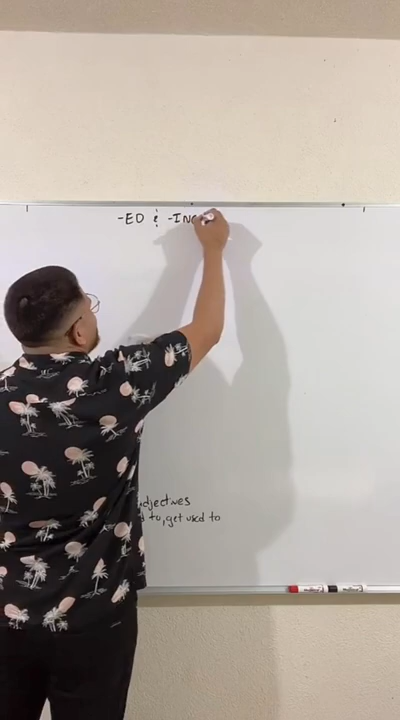 -ED & -ING
adjectives
to, get used to